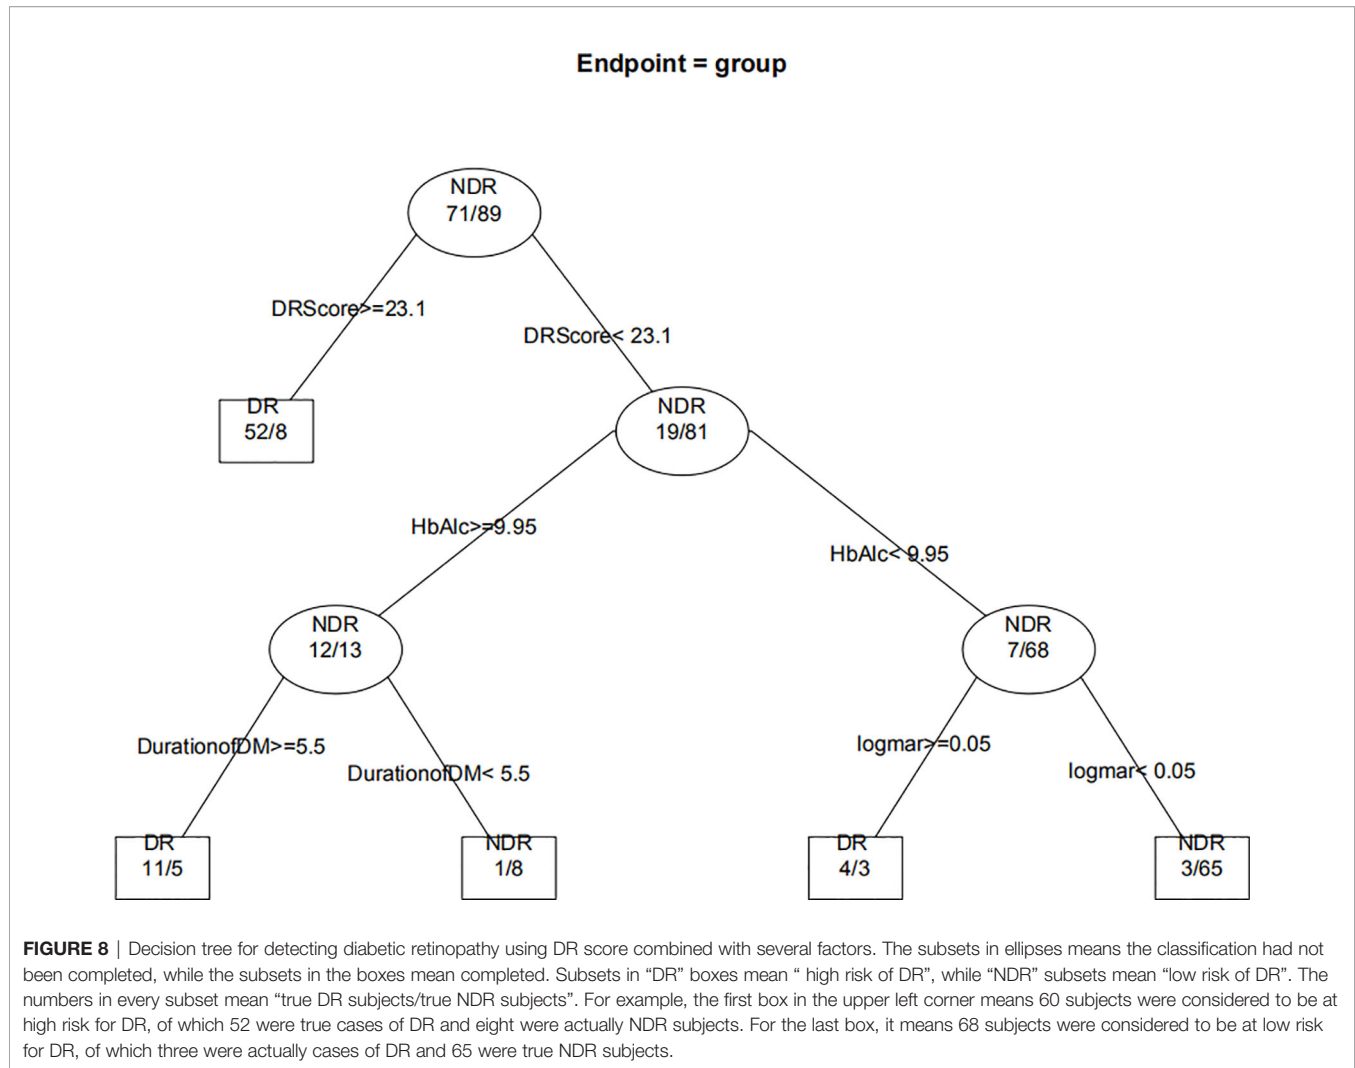 Endpoint = group
NDR
71/89
DRScore>=23.1
DRScore< 23.1
DR
52/8
NDR
19/81
HbAlc>=9.95
HbAlc< 9.95
NDR
12/13
NDR
7/68
DurationofDM>=5.5
DurationofDM< 5.5
logmar>=0.05
logmar< 0.05
DR
11/5
NDR
1/8
DR
4/3
NDR
3/65
FIGURE 8 | Decision tree for detecting diabetic retinopathy using DR score combined with several factors. The subsets in ellipses means the classification had not
been completed, while the subsets in the boxes mean completed. Subsets in “DR” boxes mean “ high risk of DR”, while “NDR” subsets mean “low risk of DR”. The
numbers in every subset mean “true DR subjects/true NDR subjects”. For example, the first box in the upper left corner means 60 subjects were considered to be at
high risk for DR, of which 52 were true cases of DR and eight were actually NDR subjects. For the last box, it means 68 subjects were considered to be at low risk
for DR, of which three were actually cases of DR and 65 were true NDR subjects.